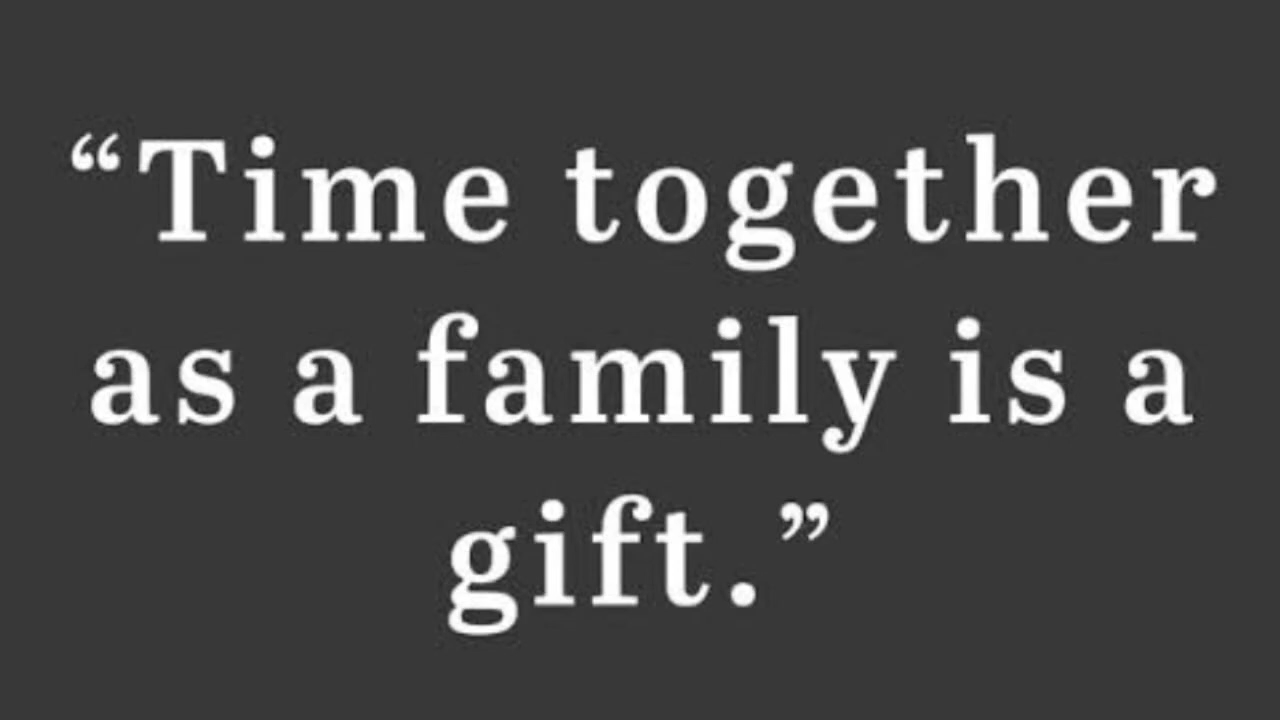 “Time together
as a family is a
gift.”